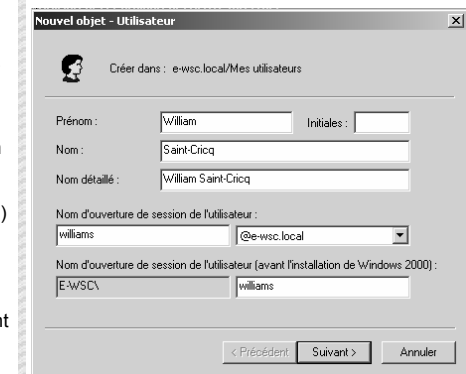 Nouvel objet - Utilisateur
Créer dans : e-wsc.local/Mes utilisateurs
Prénom : William Initiales :
Nom : Saint-Cricq
Nom détaillé : William Saint-Cricq
)
Nom d'ouverture de session de l'utilisateur :
williams @e-wsc.local
Nom d'ouverture de session de l'utilisateur (avant l'installation de Windows 2000) :
E-WSC\ williams
nt
< Précédent Suivant > Annuler